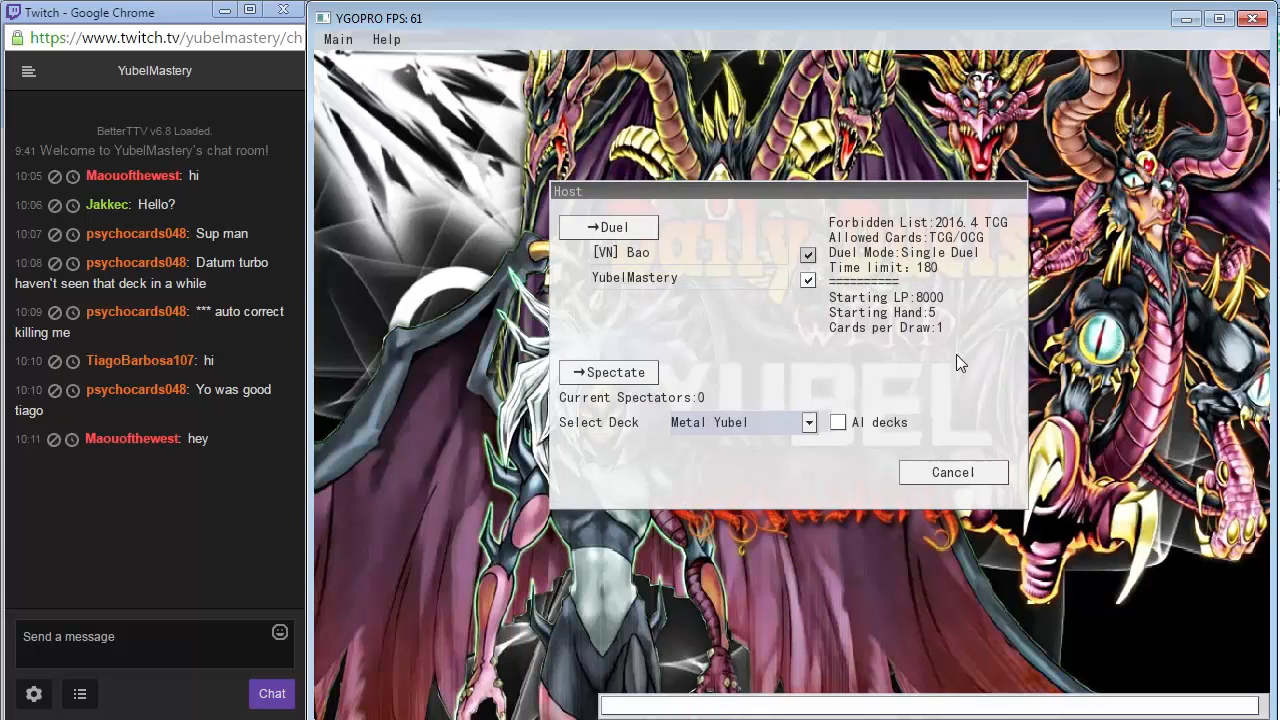 Twitch - Google Chrome
https://www.twitch.tv/yubelmastery/ch
YubelMastery
BetterTTV v6.8 Loaded.
9:41 Welcome to YubelMastery's chat room!
10:05 Maouofthewest: hi
10:06 Jakkec: Hello?
10:07 psychocards048: Sup man
10:08 psychocards048: Datum turbo
haven't seen that deck in a while
10:09 psychocards048: *** auto correct
killing me
10:10 TiagoBarbosa107: hi
10:10 psychocards048: Yo was good
tiago
10:11 Maouofthewest: hey
Send a message
Chat
YGOPRO FPS: 61
Main Help
Host
→Duel
[VN] Bao
YubelMastery
Forbidden List:2016.4 TCG
Allowed Cards:TCG/OCG
Duel Mode:Single Duel
Time limit: 180
==========
Starting LP:8000
Starting Hand:5
Cards per Draw:1
→Spectate
Current Spectators:0
Select Deck Metal Yubel AI decks
Cancel
YUBEL